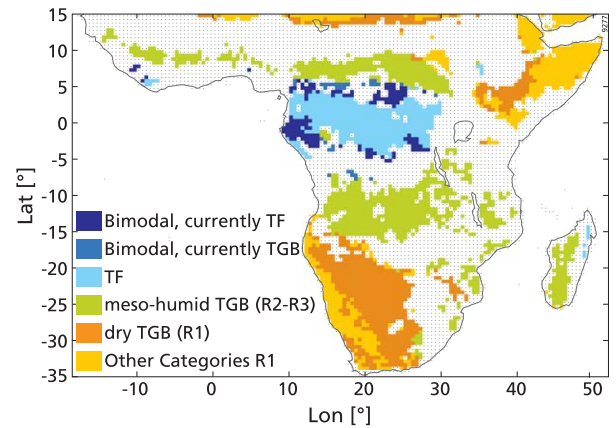 15
10
5
0
-5
-10
-15
-20
-25
-30
-35
Lat [°]
9277
Bimodal, currently TF
Bimodal, currently TGB
TF
meso-humid TGB (R2-R3)
dry TGB (R1)
Other Categories R1
-10 0 10 20 30 40 50
Lon [°]